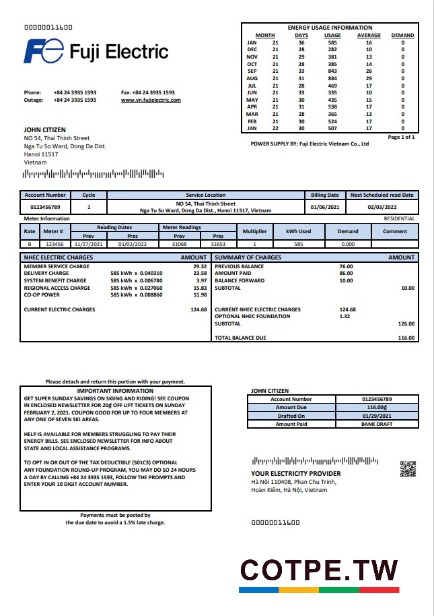 00000011600
Fe Fuji Electric
Phone: +84 24 3935 1593 Fax: +84 24 3935 1593
Outage: +84 24 3935 1593 www.vn.fujielectric.com
JOHN CITIZEN
NO 54, Thai Thinh Street
Nga Tu So Ward, Dong Da Dist.
Hanoi 11517
Vietnam
ENERGY USAGE INFORMATION
MONTH DAYS USAGE AVERAGE DEMAND
JAN 21 36 585 16 0
DEC 21 28 282 10 0
NOV 21 29 381 13 0
OCT 21 28 385 14 0
SEP 21 33 843 26 0
AUG 21 31 884 29 0
JUL 21 28 469 17 0
JUN 21 33 335 10 0
MAY 21 30 435 15 0
APR 21 31 538 17 0
MAR 21 28 365 13 0
FEB 21 30 524 17 0
JAN 22 30 507 17 0
Page 1 of 1
POWER SUPPLY BY: Fuji Electric Vietnam Co., Ltd
Account Number Cycle Service Location Billing Date Next Scheduled read Date
0123456789 1 NO 54, Thai Thinh Street 01/06/2021 02/03/2022
Nga Tu So Ward, Dong Da Dist., Hanoi 11517, Vietnam
Meter Information RESIDENTIAL
Rate Meter # Reading Dates Meter Readings Multiplier kWh Used Demand Comment
Prev Pres Prev Pres
B 123456 11/27/2021 01/03/2022 31068 31653 1 585 0.000
NHEC ELECTRIC CHARGES AMOUNT
MEMBER SERVICE CHARGE 29.32
DELIVERY CHARGE 585 kWh x 0.040310 23.58
SYSTEM BENEFIT CHARGE 585 kWh x 0.006780 3.97
REGIONAL ACCESS CHARGE 585 kWh x 0.027060 15.83
CO-OP POWER 585 kWh x 0.088860 51.98
CURRENT ELECTRIC CHARGES 124.68
SUMMARY OF CHARGES AMOUNT
PREVIOUS BALANCE 76.00
AMOUNT PAID 86.00
BALANCE FORWARD 10.00
SUBTOTAL 10.00
CURRENT NHEC ELECTRIC CHARGES 124.68
OPTIONAL NHEC FOUNDATION 1.32
SUBTOTAL 126.00
TOTAL BALANCE DUE 116.00
Please detach and return this portion with your payment.
IMPORTANT INFORMATION
GET SUPER SUNDAY SAVINGS ON SKIING AND RIDING! SEE COUPON
IN ENCLOSED NEWSLETTER FOR 20₫ OFF LIFE TICKETS ON SUNDAY
FEBRUARY 2, 2021. COUPON GOOD FOR UP TO FOUR MEMBERS AT
ANY ONE OF SEVEN SKI AREAS.
HELP IS AVAILABLE FOR MEMBERS STRUGGLING TO PAY THEIR
ENERGY BILLS. SEE ENCLOSED NEWSLETTER FOR INFO ABOUT
STATE AND LOCAL ASSISTANCE PROGRAMS.
TO OPT IN OR OUT OF THE TAX DEDUCTIBLE (501C3) OPTIONAL
ANY FOUNDATION ROUND-UP PROGRAM, YOU MAY DO SO 24 HOURS
A DAY BY CALLING +84 24 3935 1593, FOLLOW THE PROMPTS AND
ENTER YOUR 10 DIGIT ACCOUNT NUMBER.
Payments must be posted by
the due date to avoid a 1.5% late charge.
JOHN CITIZEN
Account Number 0123456789
Amount Due 116.00₫
Drafted On 01/29/2021
Amount Paid BANK DRAFT
YOUR ELECTRICITY PROVIDER
Hà Nội 110408, Phan Chu Trinh,
Hoàn Kiếm, Hà Nội, Vietnam
00000011600
COTPE.TW